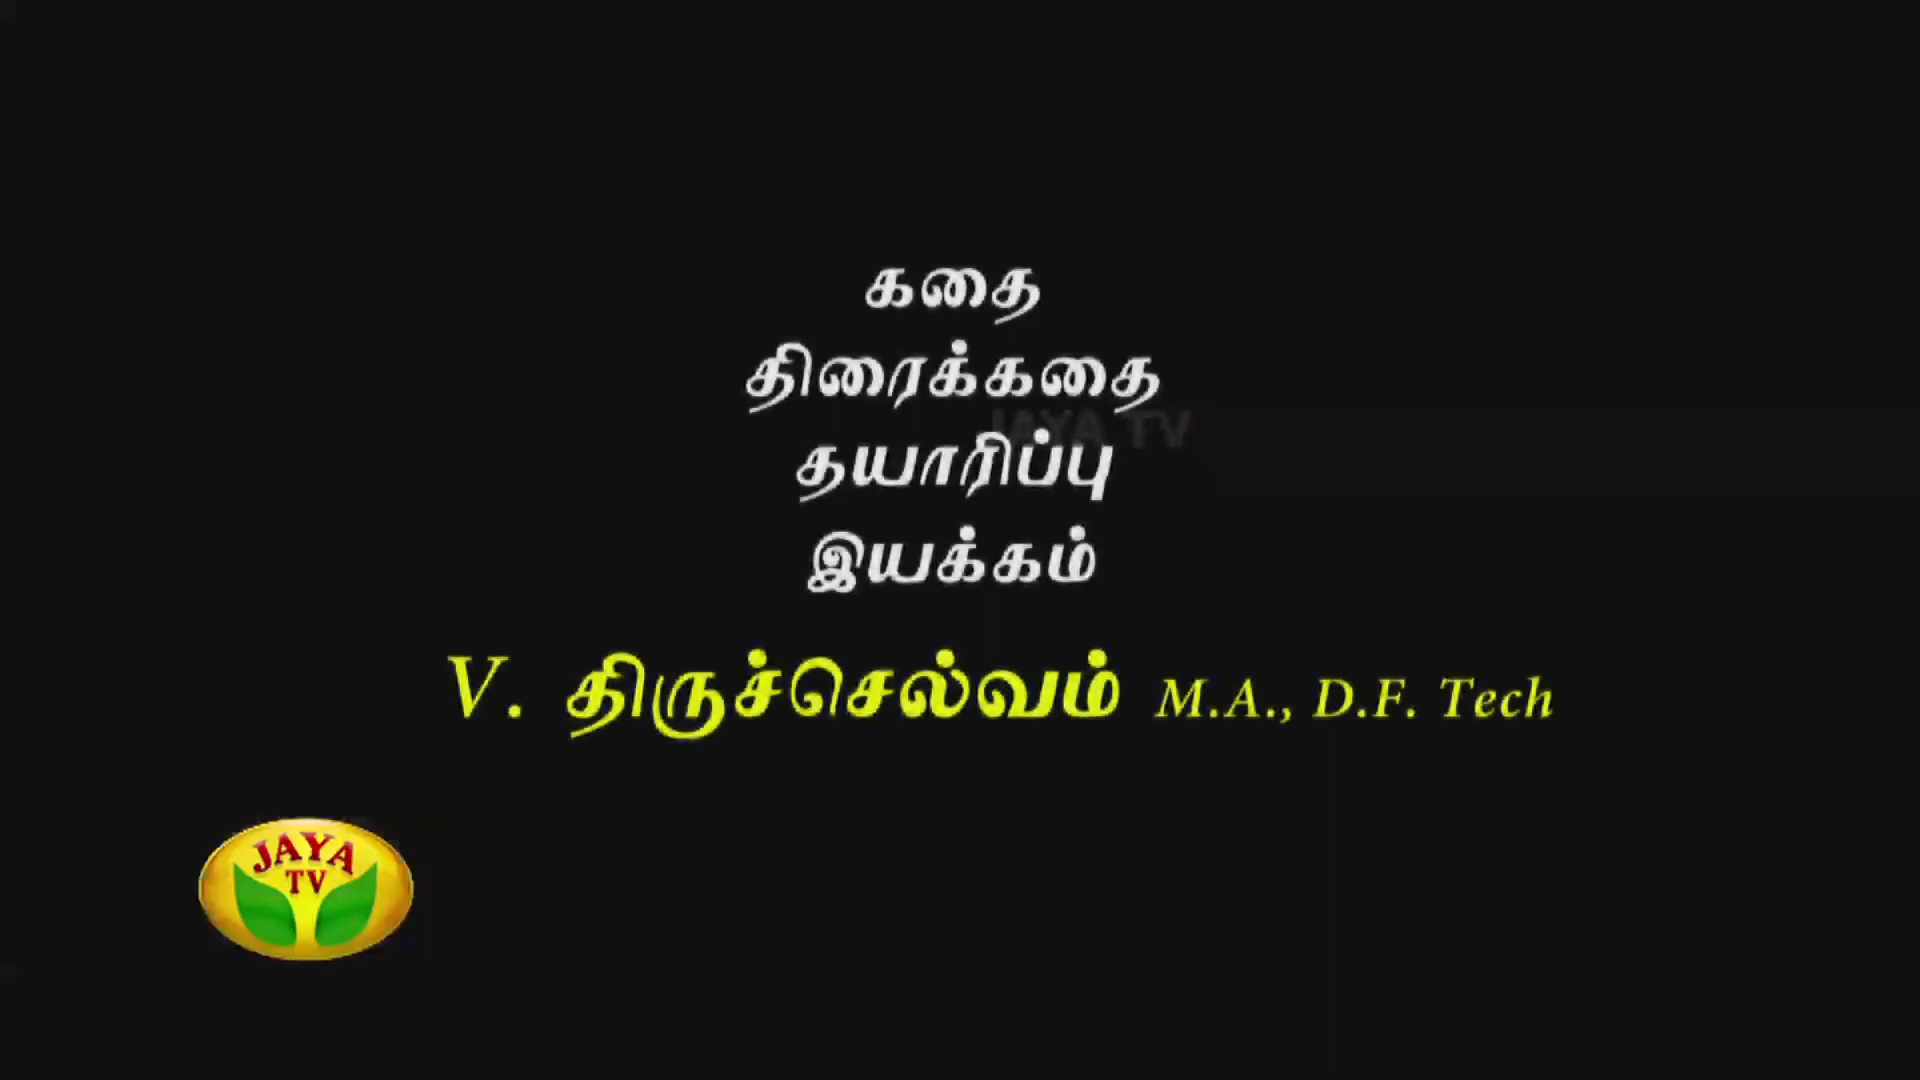 கதை
திரைக்கதை
JAYA TV
தயாரிப்பு
இயக்கம்
V. திருச்செல்வம் M.A., D.F. Tech
JAYA
TV